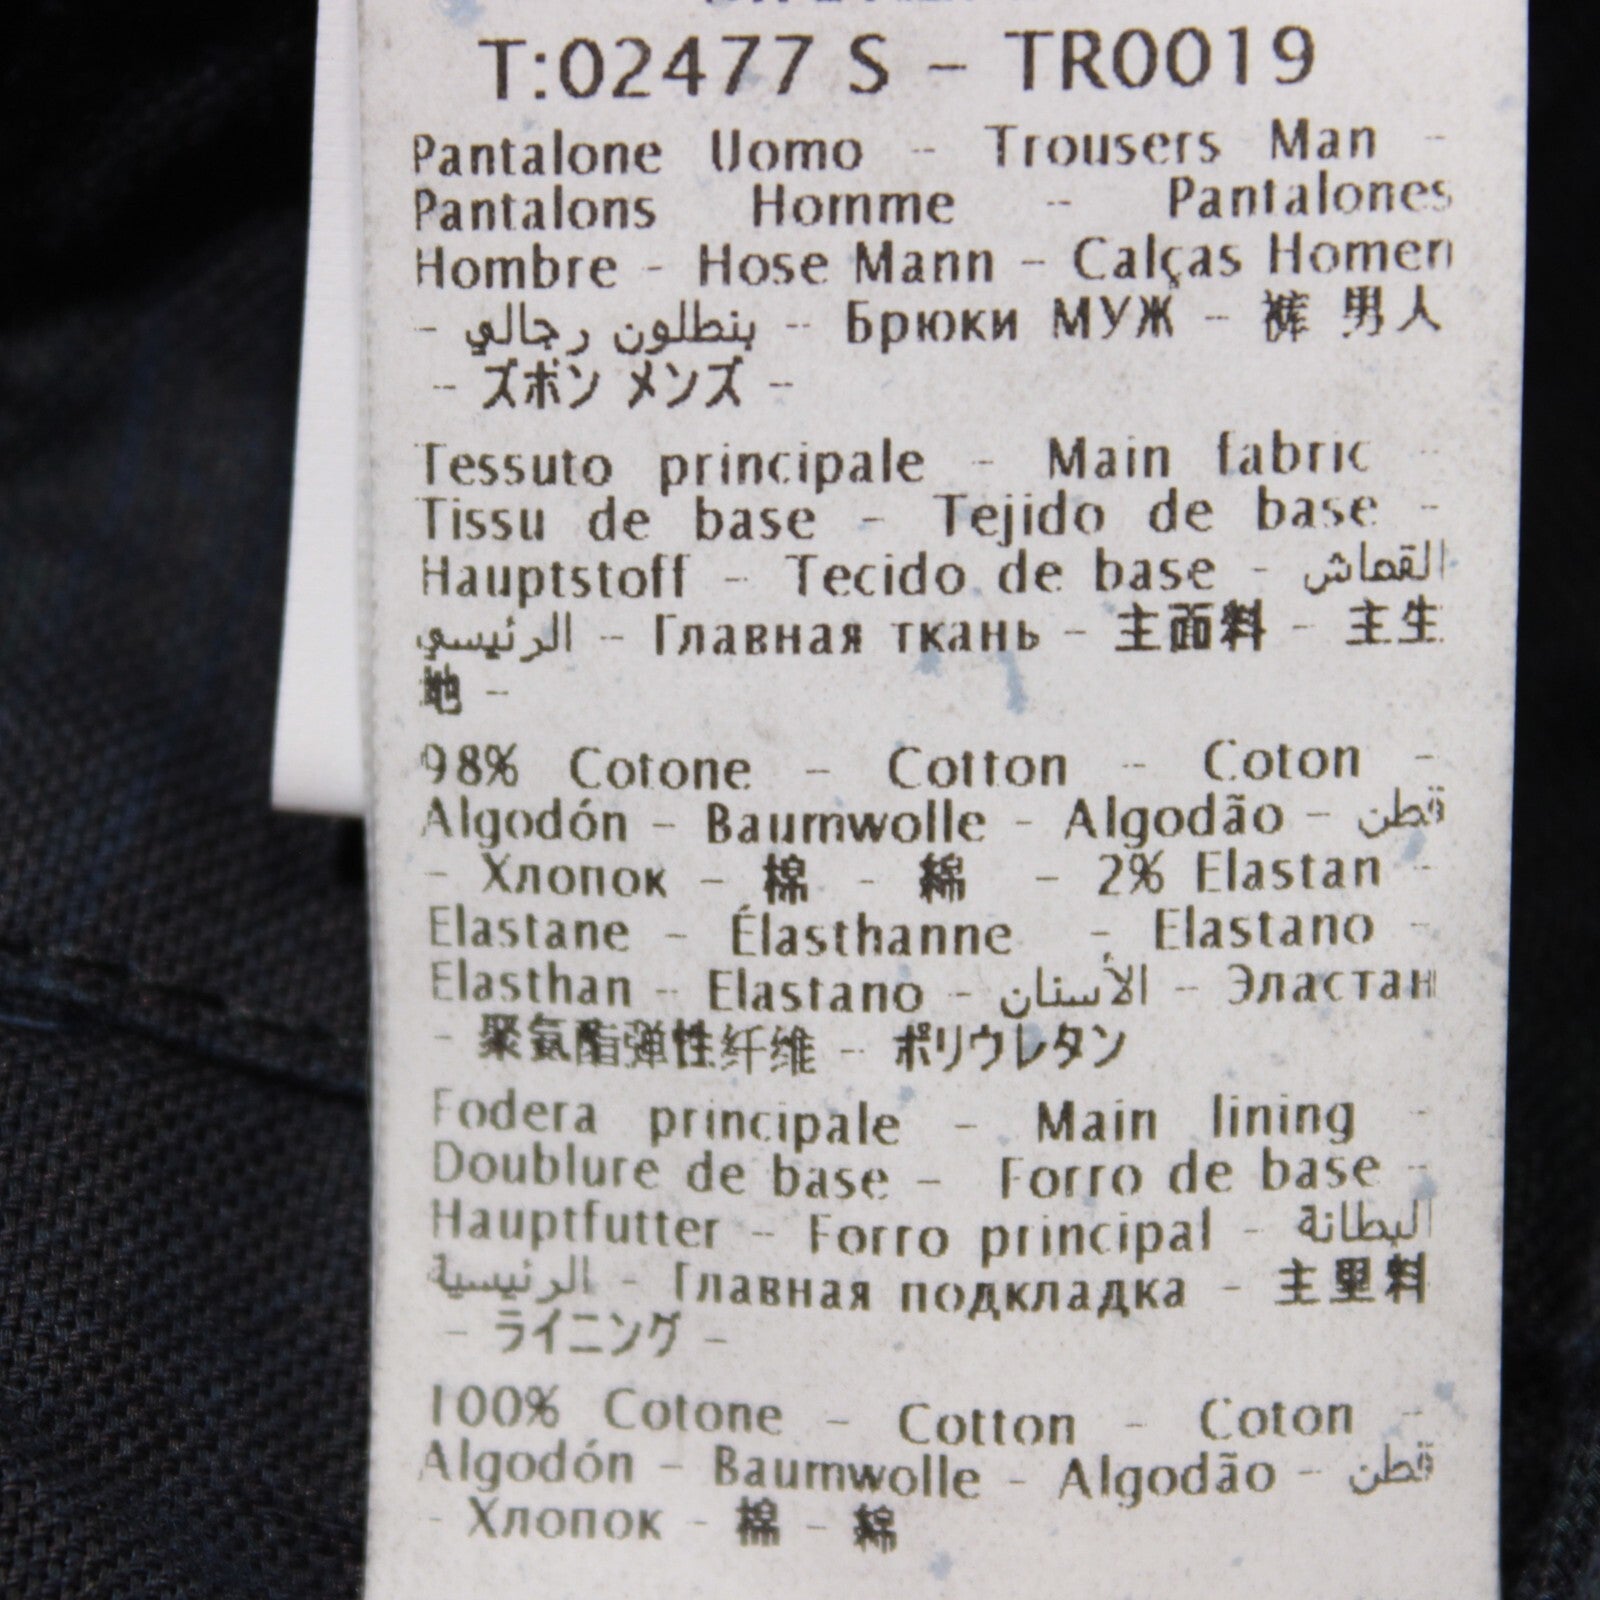 T:02477 S - TR0019
Pantalone Uomo - Trousers Man -
Pantalons Homme - Pantalones
Hombre - Hose Mann - Calças Homen
- بنطلون رجالي - Брюки МУЖ - 裤 男人
- ズボン メンズ -
Tessuto principale - Main fabric -
Tissu de base - Tejido de base -
Hauptstoff - Tecido de base - القماش
الرئيسي - Главная ткань - 主面料 - 主生
地 -
98% Cotone - Cotton - Coton -
Algodón - Baumwolle - Algodão - قطن
- Хлопок - 棉 - 綿 - 2% Elastan -
Elastane - Élasthanne - Elastano -
Elasthan - Elastano - الأستان - Эластан
- 聚氨酯弹性纤维 - ポリウレタン
Fodera principale - Main lining -
Doublure de base - Forro de base -
Hauptfutter - Forro principal - البطانة
الرئيسية - Главная подкладка - 主里料
- ライニング -
100% Cotone - Cotton - Coton -
Algodón - Baumwolle - Algodão - قطن
- Хлопок - 棉 - 綿